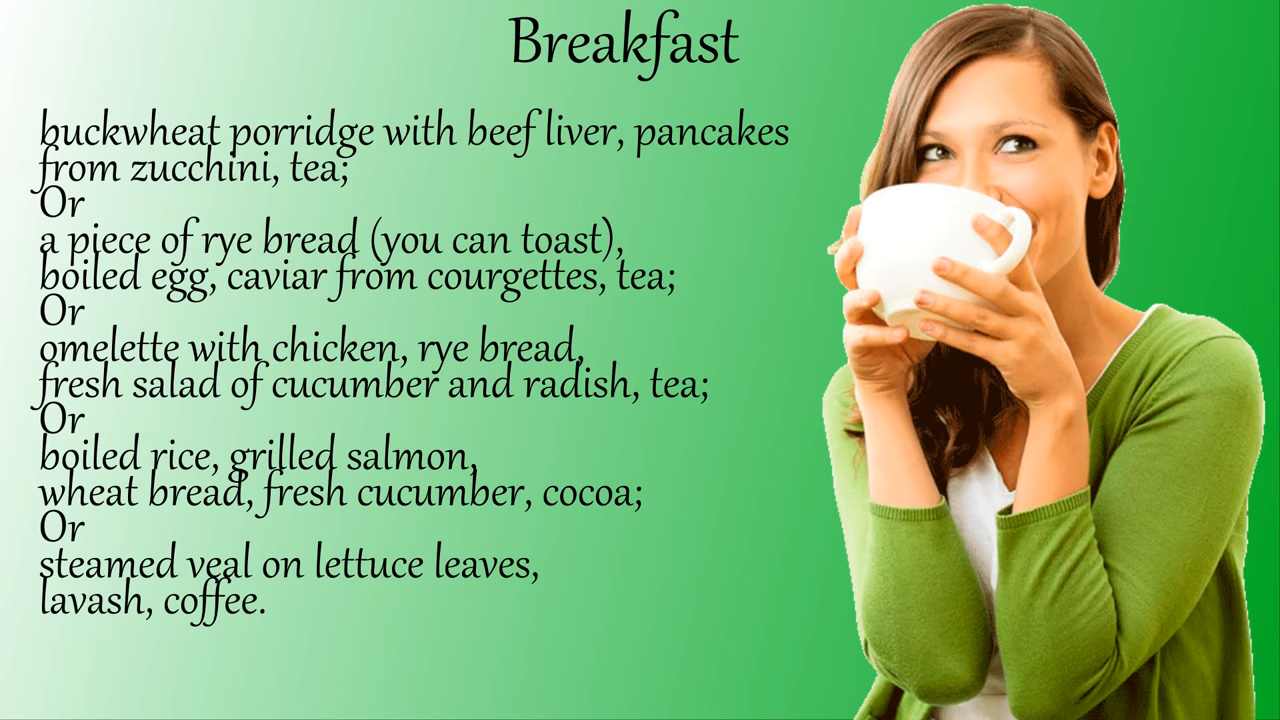 Breakfast
buckwheat porridge with beef liver, pancakes
from zucchini, tea;
Or
a piece of rye bread (you can toast),
boiled egg, caviar from courgettes, tea;
Or
omelette with chicken, rye bread,
fresh salad of cucumber and radish, tea;
Or
boiled rice, grilled salmon,
wheat bread, fresh cucumber, cocoa;
Or
steamed veal on lettuce leaves,
lavash, coffee.